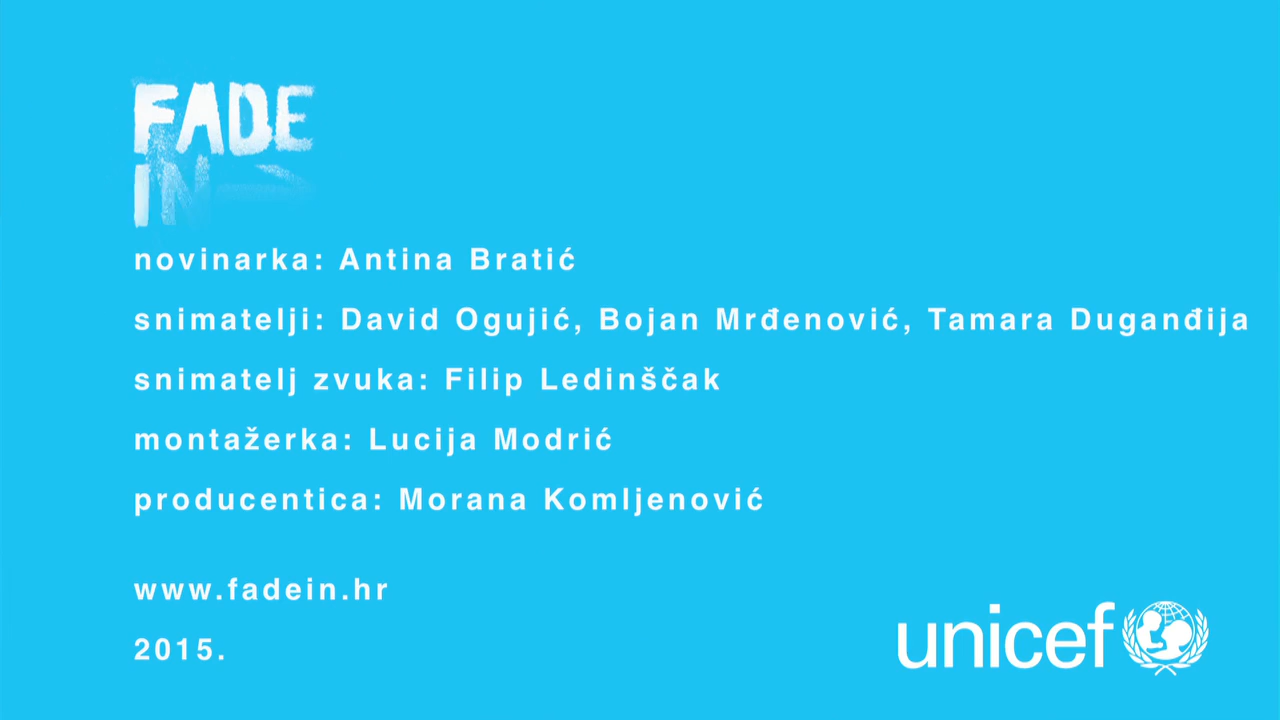 FADE
IN
novinarka: Antina Bratić
snimatelji: David Ogujić, Bojan Mrđenović, Tamara Duganđija
snimatelj zvuka: Filip Ledinščak
montažerka: Lucija Modrić
producentica: Morana Komljenović
www.fadein.hr
2015.
unicef